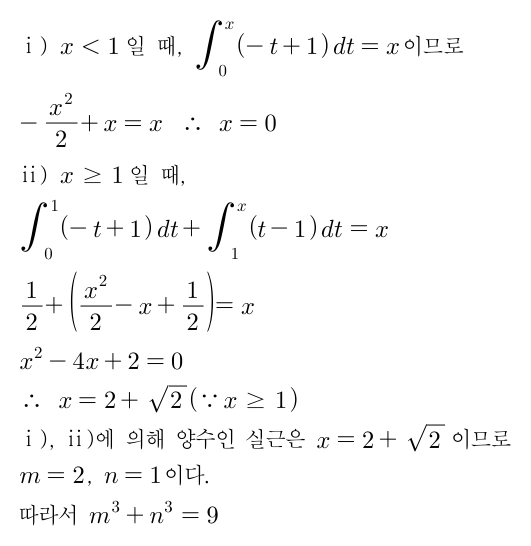 ⅰ) x < 1 일 때, ∫₀ˣ(−t+1)dt = x 이므로
−x²/2 + x = x ∴ x = 0
ⅱ) x ≥ 1 일 때,
∫₀¹(−t+1)dt + ∫₁ˣ(t−1)dt = x
1/2 + (x²/2 − x + 1/2) = x
x² − 4x + 2 = 0
∴ x = 2 + √2 (∵ x ≥ 1)
ⅰ), ⅱ)에 의해 양수인 실근은 x = 2 + √2 이므로
m = 2, n = 1이다.
따라서 m³ + n³ = 9